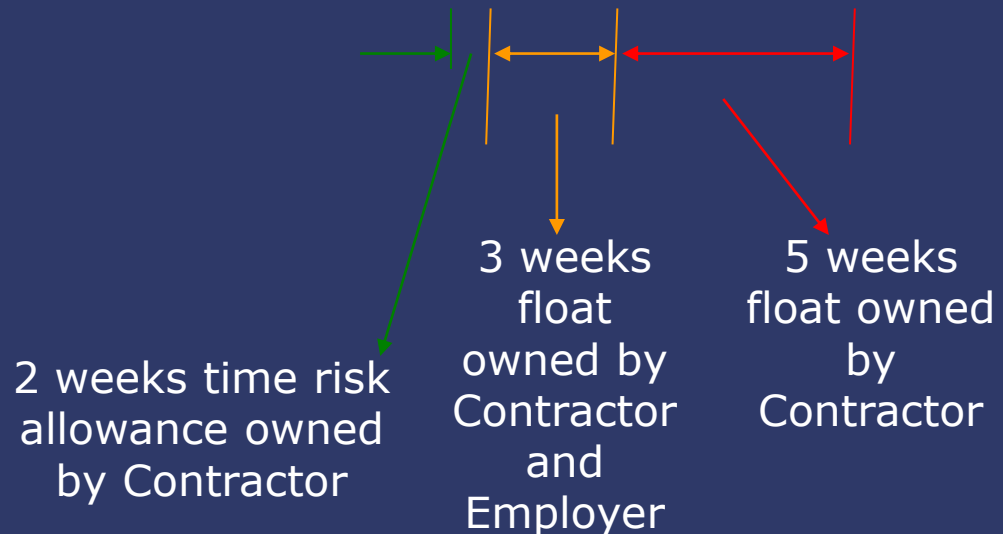 2 weeks time risk
allowance owned
by Contractor
3 weeks
float
owned by
Contractor
and
Employer
5 weeks
float owned
by
Contractor